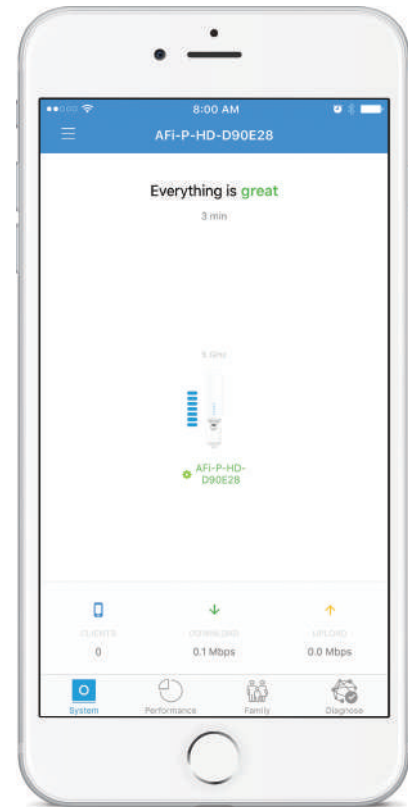 8:00 AM
AFi-P-HD-D90E28
Everything is great
3 min
5 GHz
AFi-P-HD-
D90E28
CLIENTS DOWNLOAD UPLOAD
0 0.1 Mbps 0.0 Mbps
System Performance Family Diagnose